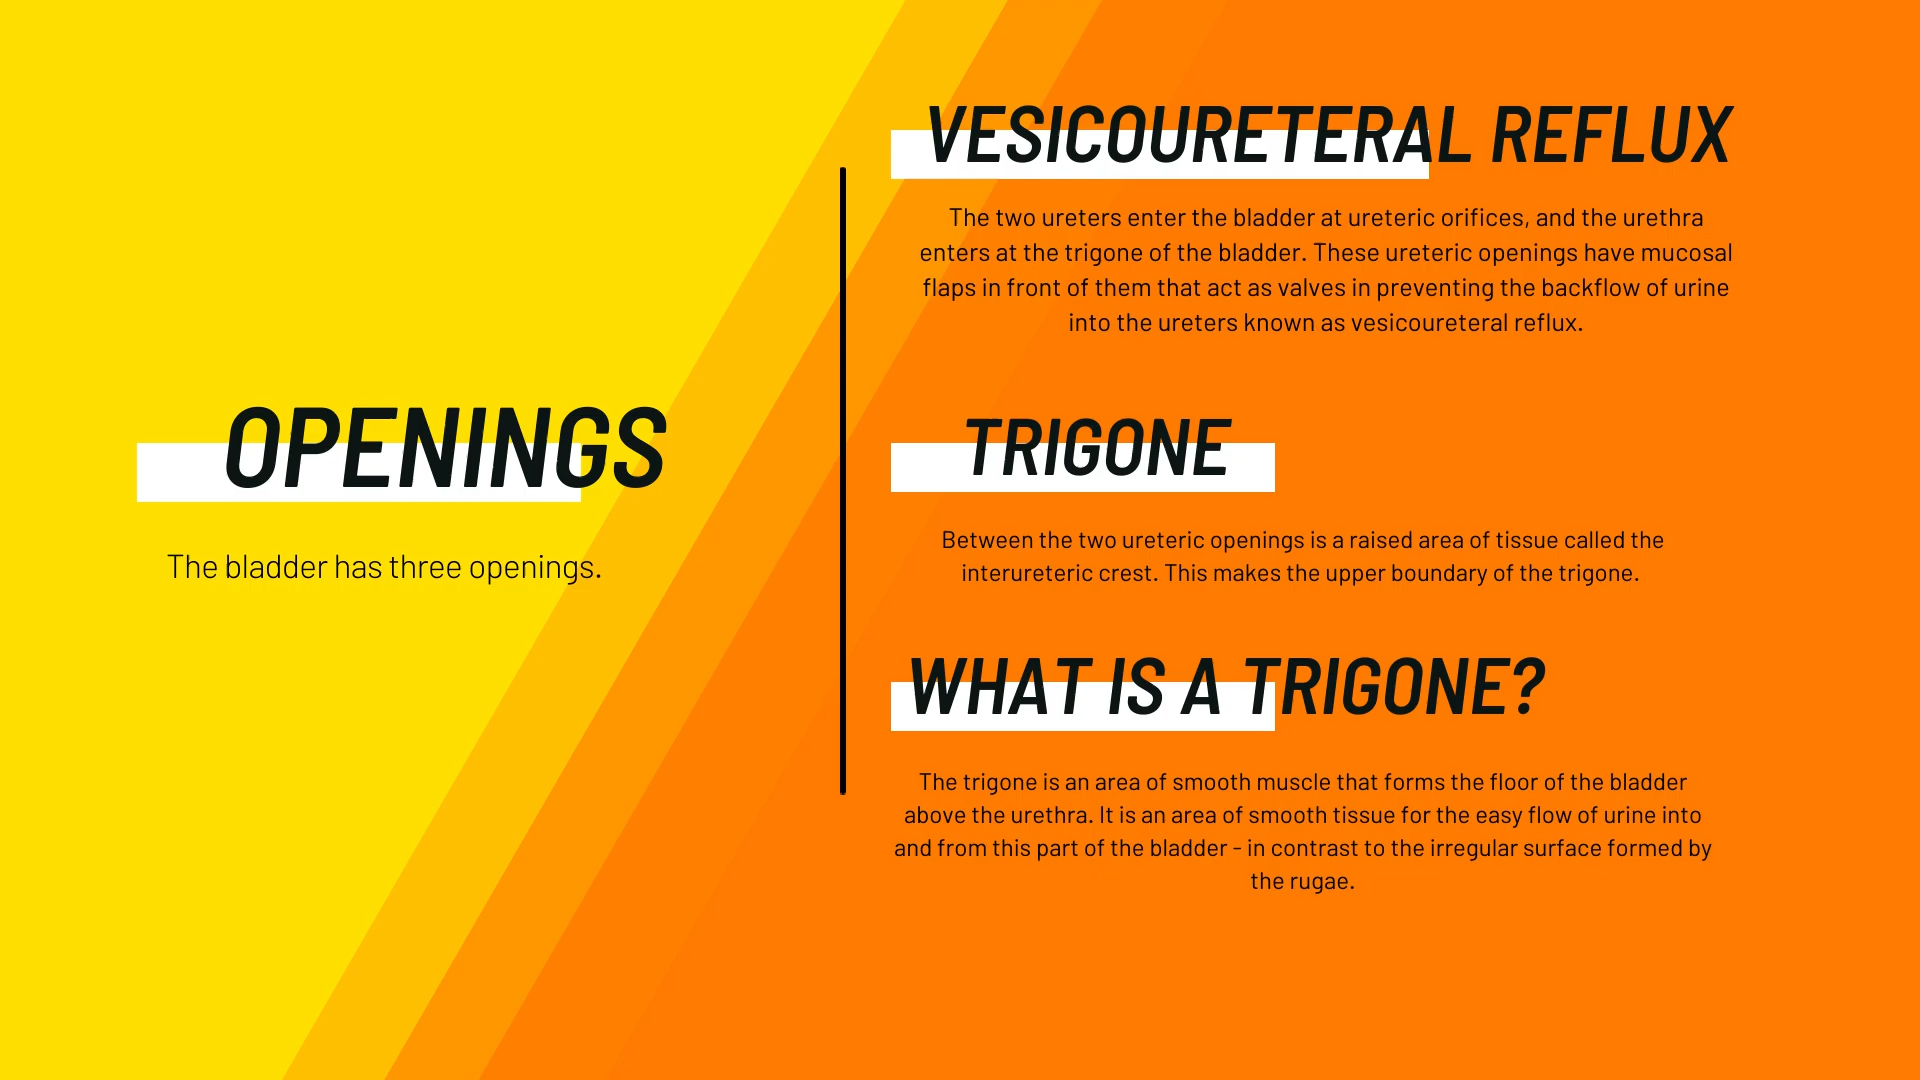 OPENINGS
The bladder has three openings.
VESICOURETERAL REFLUX
The two ureters enter the bladder at ureteric orifices, and the urethra
enters at the trigone of the bladder. These ureteric openings have mucosal
flaps in front of them that act as valves in preventing the backflow of urine
into the ureters known as vesicoureteral reflux.
TRIGONE
Between the two ureteric openings is a raised area of tissue called the
interureteric crest. This makes the upper boundary of the trigone.
WHAT IS A TRIGONE?
The trigone is an area of smooth muscle that forms the floor of the bladder
above the urethra. It is an area of smooth tissue for the easy flow of urine into
and from this part of the bladder - in contrast to the irregular surface formed by
the rugae.